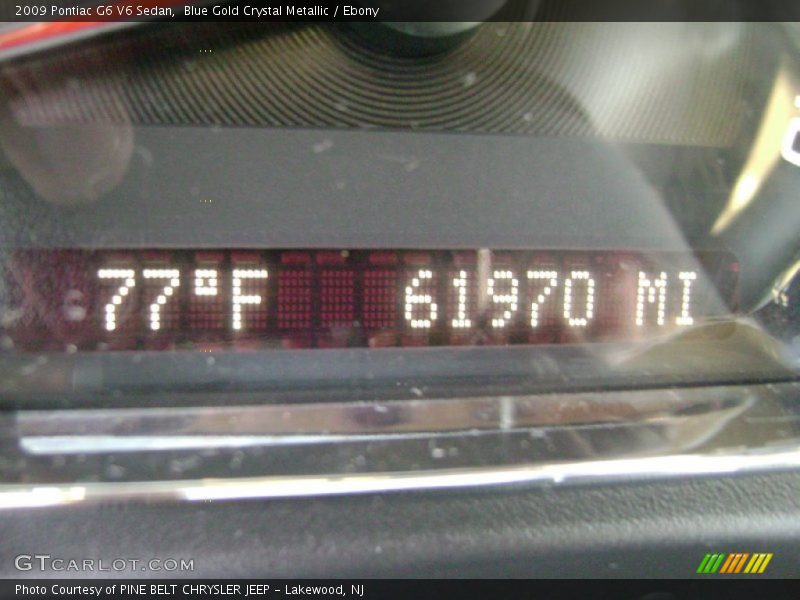 2009 Pontiac G6 V6 Sedan,  Blue Gold Crystal Metallic / Ebony
77°F 61970 MI
GTCARLOT.COM
Photo Courtesy of PINE BELT CHRYSLER JEEP - Lakewood, NJ